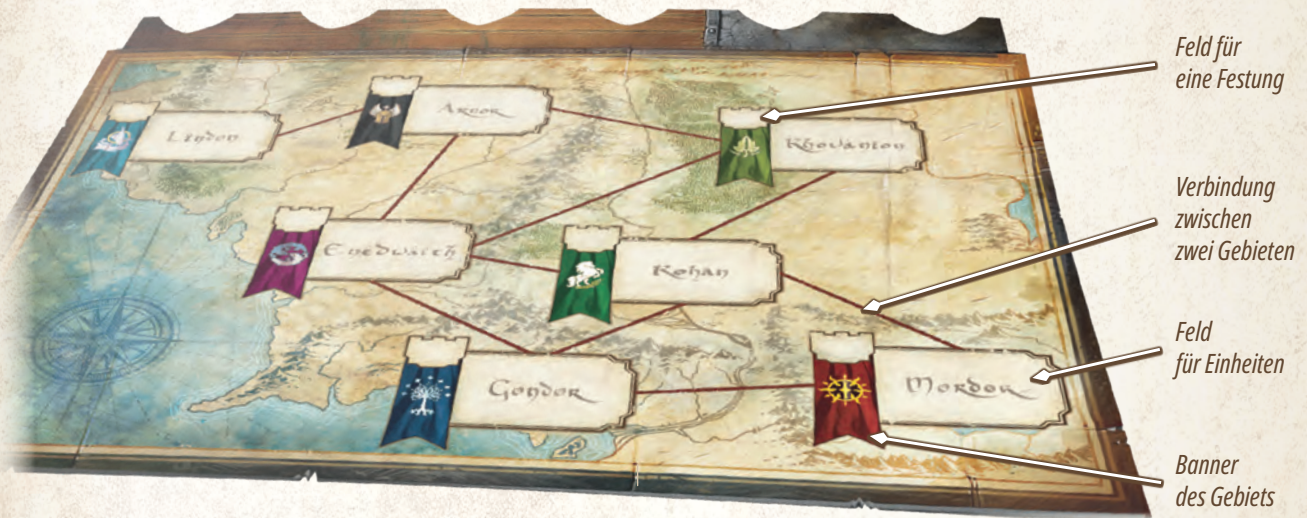 Feld für
eine Festung
Lindon
Arnor
Rhovanion
Verbindung
zwischen
zwei Gebieten
Enedwaith
Rohan
Feld
für Einheiten
Gondor
Mordor
Banner
des Gebiets